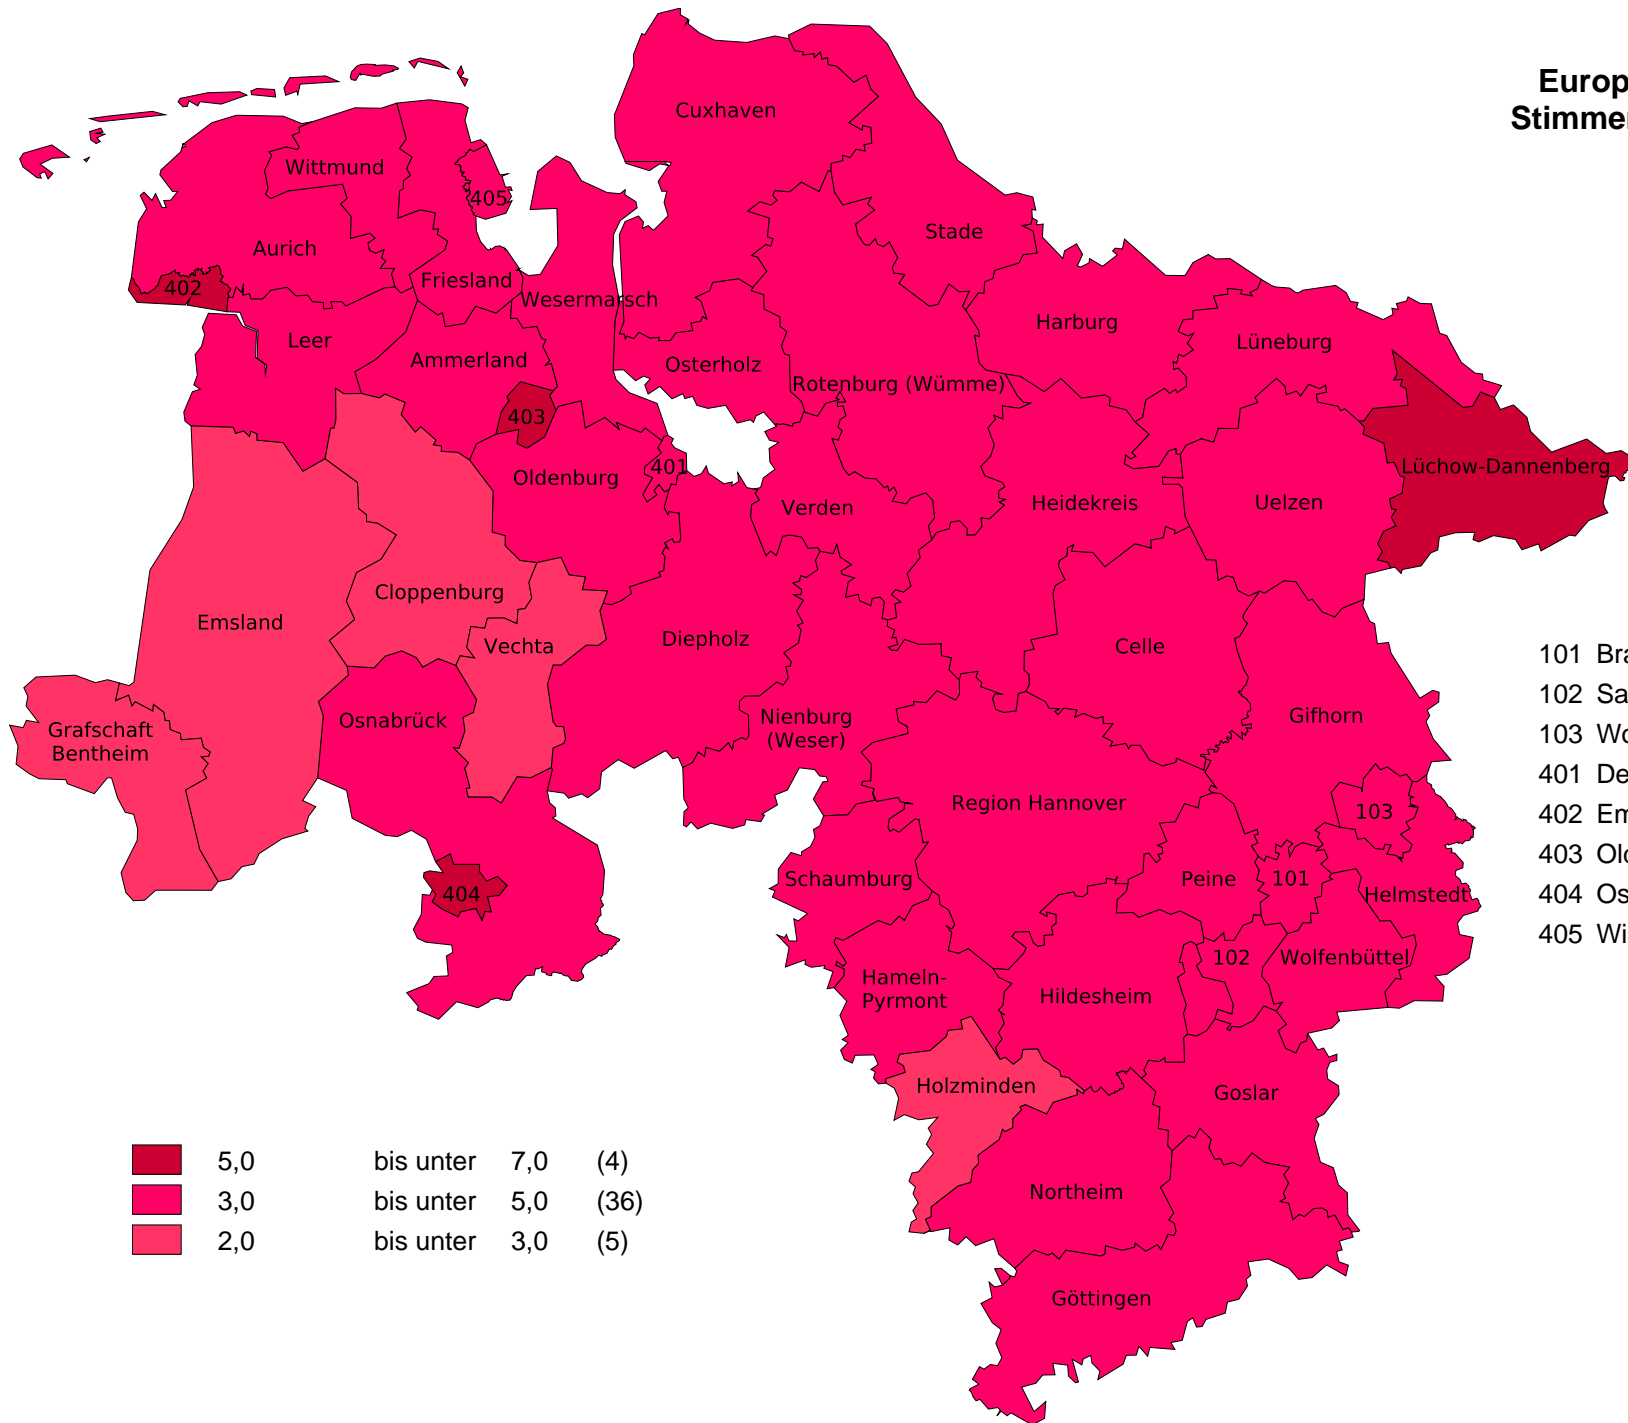 Europ
Stimmer
Cuxhaven
Wittmund
405
Stade
Aurich
Friesland
402
Wesermarsch
Harburg
Leer
Lüneburg
Ammerland
Osterholz
Rotenburg (Wümme)
403
401
Lüchow-Dannenberg
Oldenburg
Verden
Heidekreis
Uelzen
Cloppenburg
Emsland
Diepholz
Vechta
Celle
101 Bra
102 Sa
103 Wo
401 De
402 Em
403 Old
404 Os
405 Wi
Gifhorn
Nienburg
(Weser)
Osnabrück
Grafschaft
Bentheim
Region Hannover
103
Schaumburg
Peine
101
404
Helmstedt
102
Wolfenbüttel
Hameln-
Pyrmont
Hildesheim
Holzminden
Goslar
5,0 bis unter 7,0 (4)
3,0 bis unter 5,0 (36)
2,0 bis unter 3,0 (5)
Northeim
Göttingen